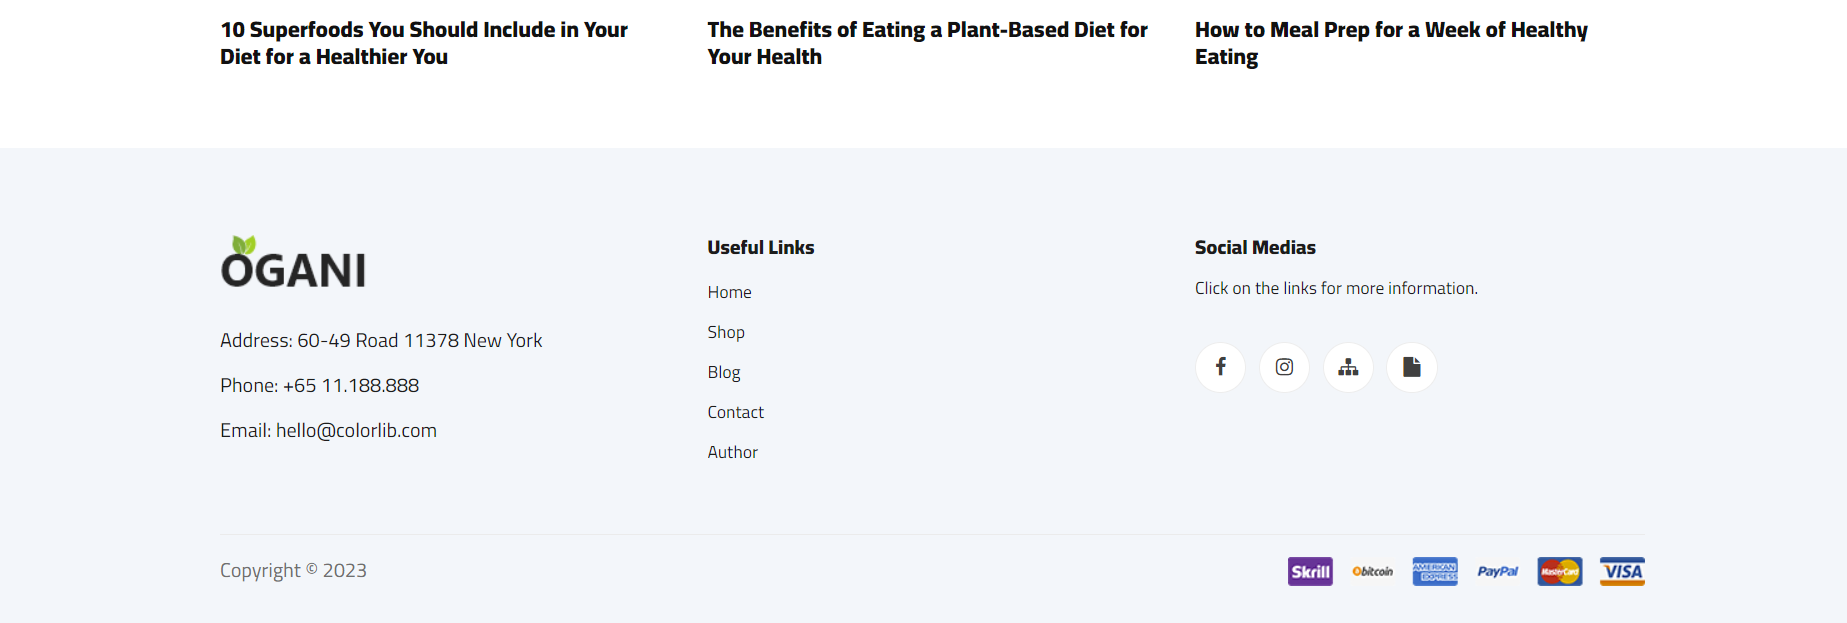 10 Superfoods You Should Include in Your
Diet for a Healthier You
The Benefits of Eating a Plant-Based Diet for
Your Health
How to Meal Prep for a Week of Healthy
Eating
OGANI
Address: 60-49 Road 11378 New York
Phone: +65 11.188.888
Email: hello@colorlib.com
Useful Links
Home
Shop
Blog
Contact
Author
Social Medias
Click on the links for more information.
Copyright © 2023
Skrill
bitcoin
AMERICAN
EXPRESS
PayPal
MasterCard
VISA